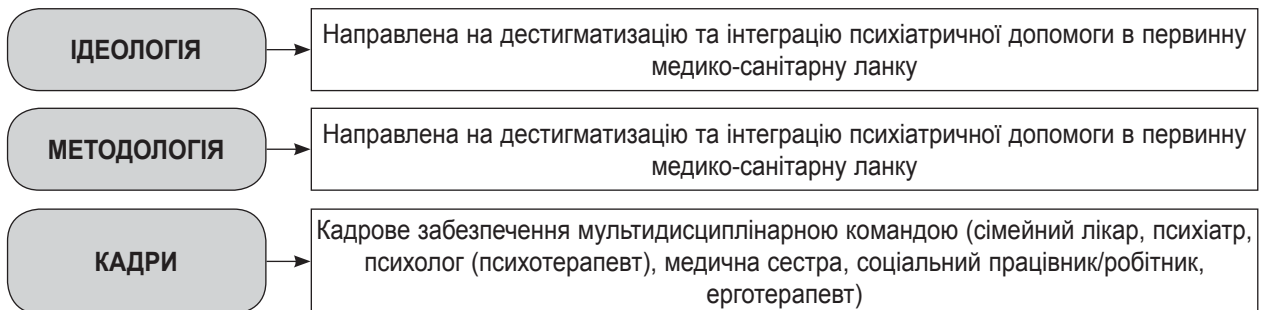 ІДЕОЛОГІЯ
Направлена на дестигматизацію та інтеграцію психіатричної допомоги в первинну
медико-санітарну ланку
МЕТОДОЛОГІЯ
Направлена на дестигматизацію та інтеграцію психіатричної допомоги в первинну
медико-санітарну ланку
КАДРИ
Кадрове забезпечення мультидисциплінарною командою (сімейний лікар, психіатр,
психолог (психотерапевт), медична сестра, соціальний працівник/робітник,
ерготерапевт)